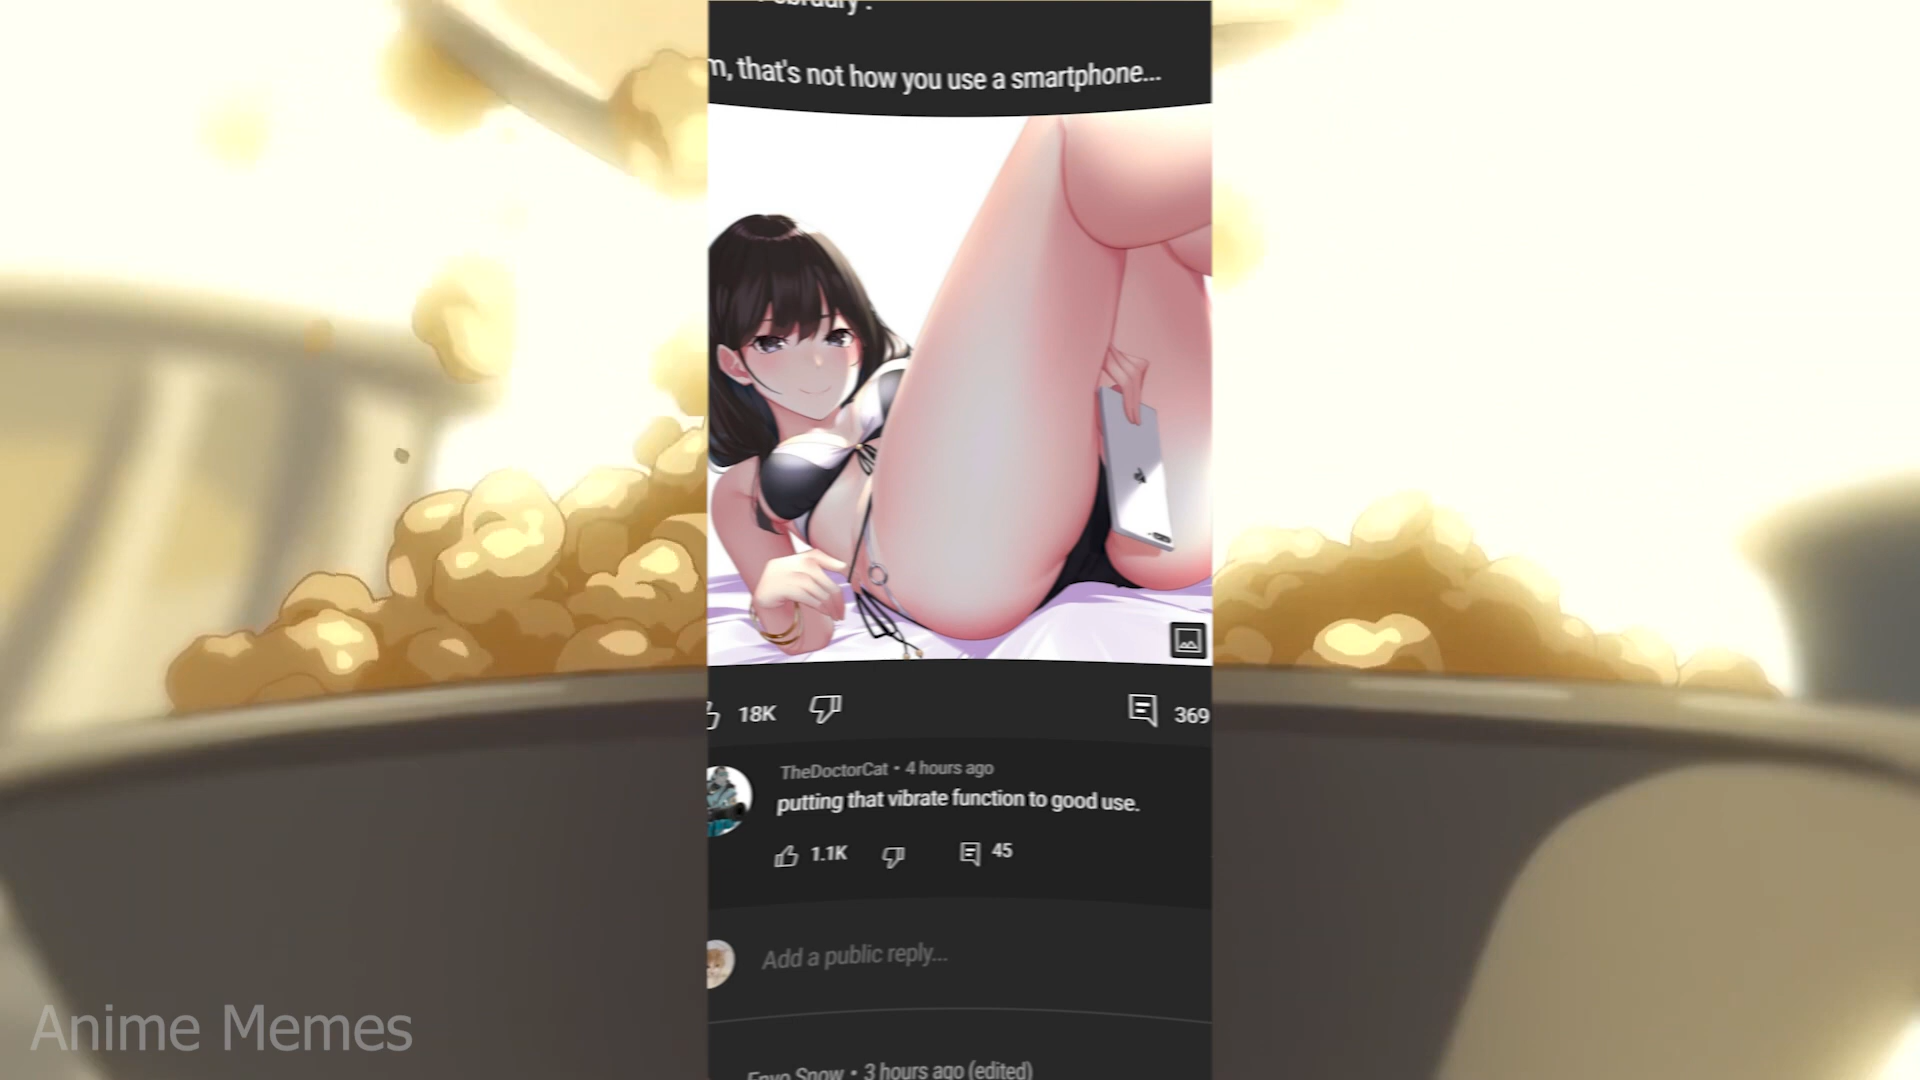 m, that's not how you use a smartphone...
18K
369
TheDoctorCat • 4 hours ago
putting that vibrate function to good use.
1.1K
45
Add a public reply...
Snow • 3 hours ago (edited)
Anime Memes